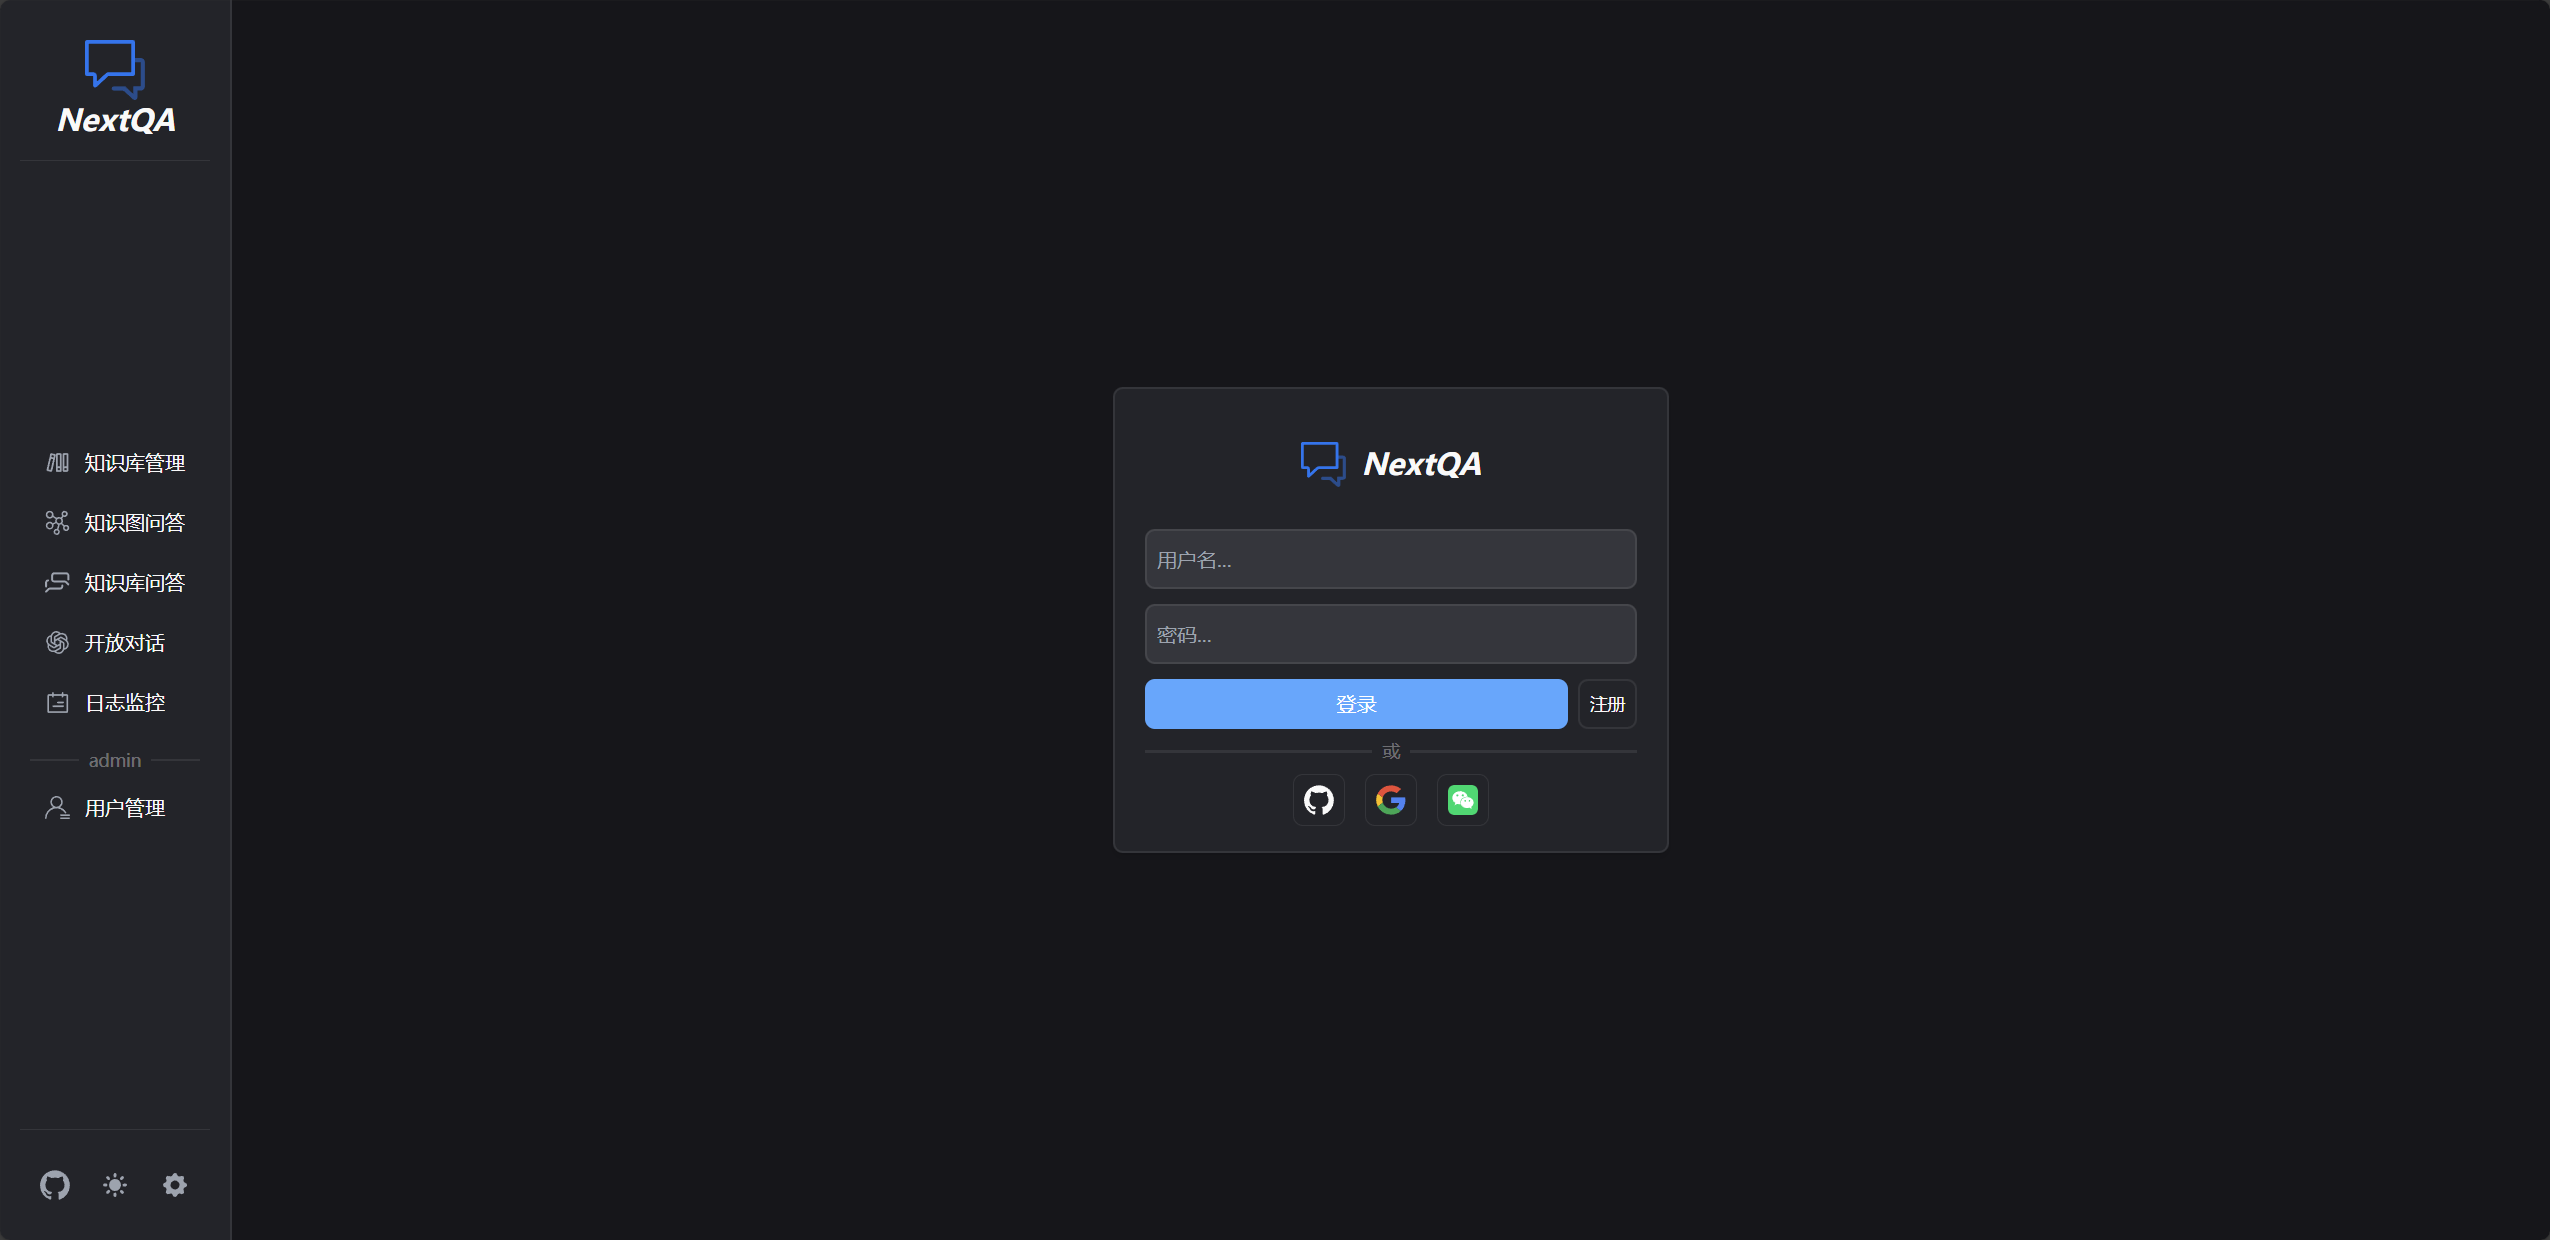 NextQA
知识库管理
知识图问答
知识库问答
开放对话
日志监控
admin
用户管理
NextQA
用户名...
密码...
登录
注册
或